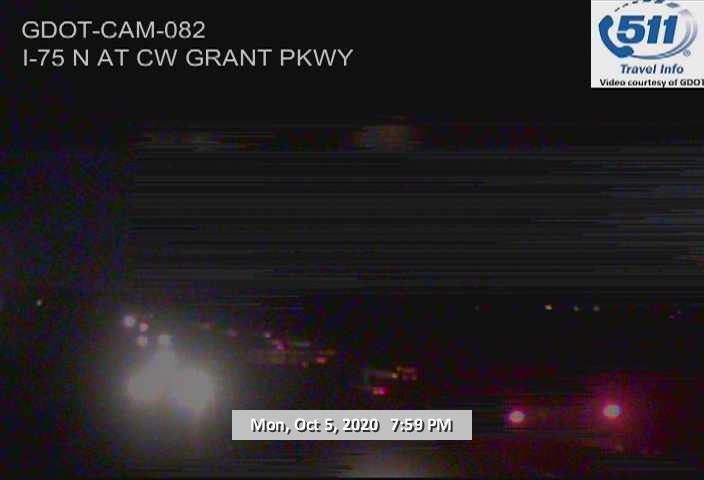 GDOT-CAM-082
I-75 N AT CW GRANT PKWY
511
Travel Info
Video courtesy of GDOT
Mon, Oct 5, 2020 7:59 PM